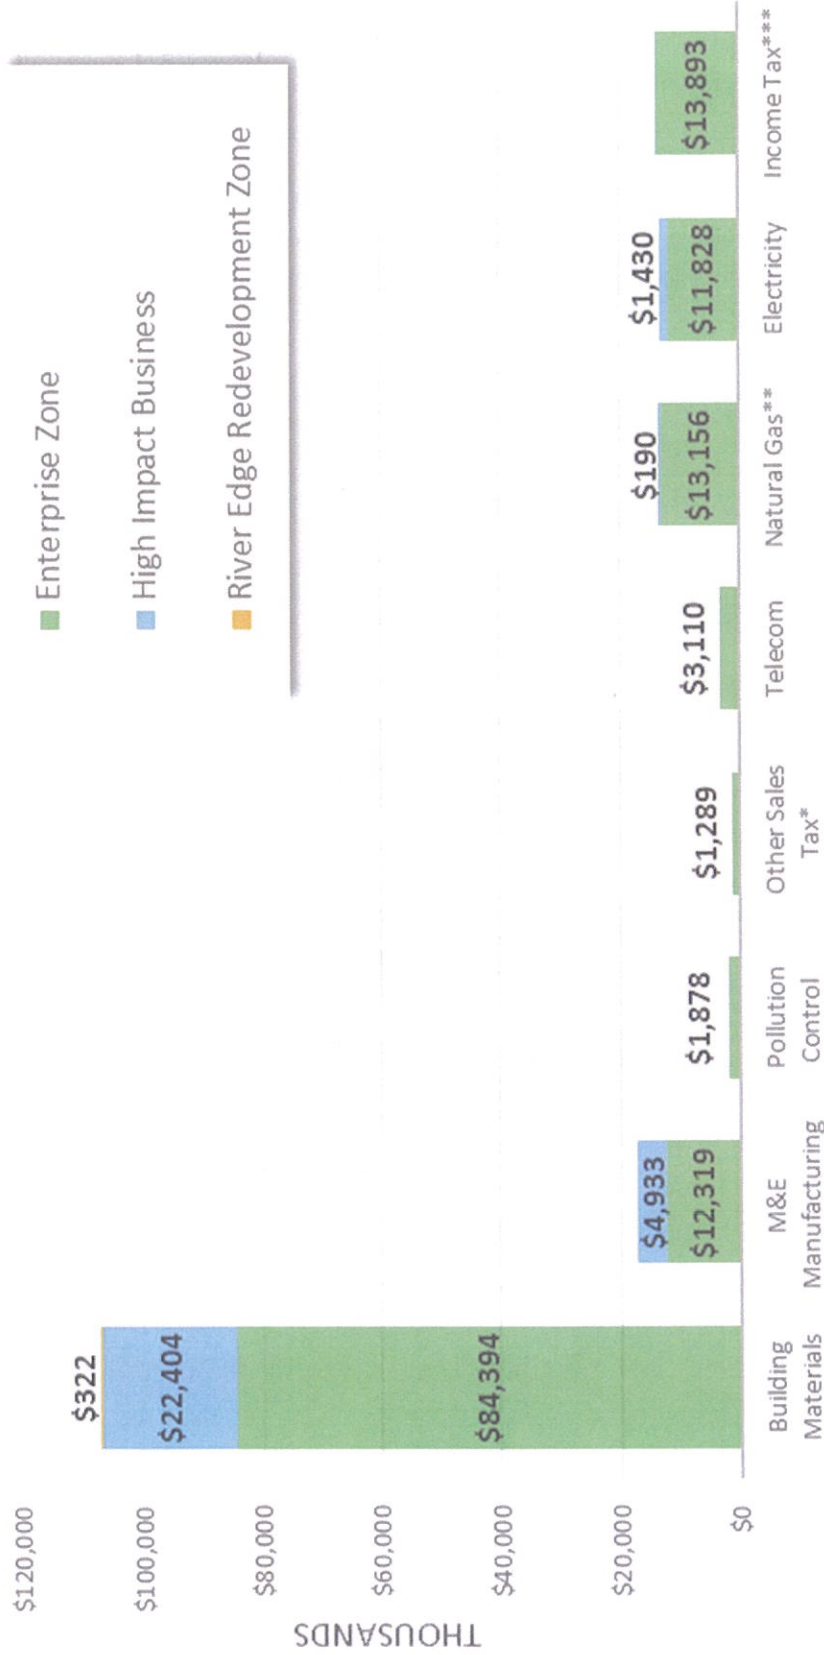 $120,000
$100,000
$80,000
$60,000
$40,000
$20,000
$0
THOUSANDS
Enterprise Zone
High Impact Business
River Edge Redevelopment Zone
$322
$22,404
$84,394
$4,933
$12,319
$1,878
$1,289
$3,110
$190
$13,156
$1,430
$11,828
$13,893
Building
Materials
M&E
Manufacturing
Pollution
Control
Other Sales
Tax*
Telecom
Natural Gas**
Electricity
Income Tax***